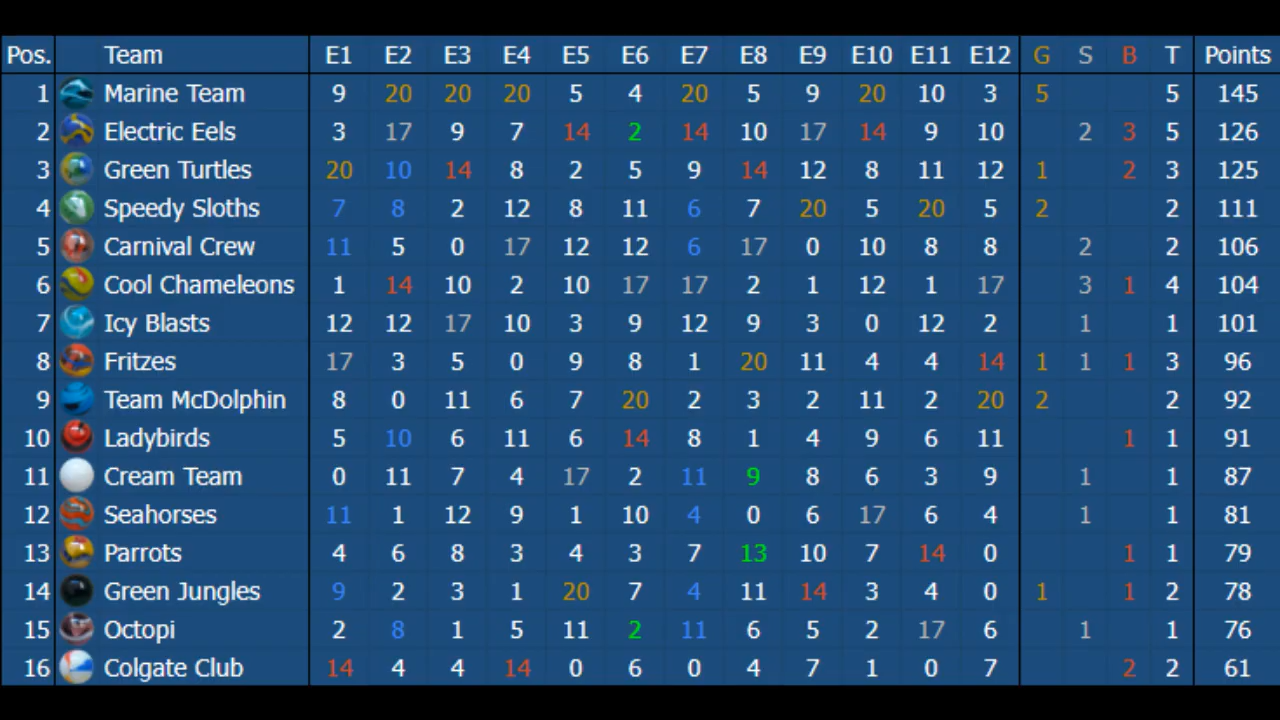 Pos. Team E1 E2 E3 E4 E5 E6 E7 E8 E9 E10 E11 E12 G S B T Points
1 Marine Team 9 20 20 20 5 4 20 5 9 20 10 3 5 5 145
2 Electric Eels 3 17 9 7 14 2 14 10 17 14 9 10 2 3 5 126
3 Green Turtles 20 10 14 8 2 5 9 14 12 8 11 12 1 2 3 125
4 Speedy Sloths 7 8 2 12 8 11 6 7 20 5 20 5 2 2 111
5 Carnival Crew 11 5 0 17 12 12 6 17 0 10 8 8 2 2 106
6 Cool Chameleons 1 14 10 2 10 17 17 2 1 12 1 17 3 1 4 104
7 Icy Blasts 12 12 17 10 3 9 12 9 3 0 12 2 1 1 101
8 Fritzes 17 3 5 0 9 8 1 20 11 4 4 14 1 1 1 3 96
9 Team McDolphin 8 0 11 6 7 20 2 3 2 11 2 20 2 2 92
10 Ladybirds 5 10 6 11 6 14 8 1 4 9 6 11 1 1 91
11 Cream Team 0 11 7 4 17 2 11 9 8 6 3 9 1 1 87
12 Seahorses 11 1 12 9 1 10 4 0 6 17 6 4 1 1 81
13 Parrots 4 6 8 3 4 3 7 13 10 7 14 0 1 1 79
14 Green Jungles 9 2 3 1 20 7 4 11 14 3 4 0 1 1 2 78
15 Octopi 2 8 1 5 11 2 11 6 5 2 17 6 1 1 76
16 Colgate Club 14 4 4 14 0 6 0 4 7 1 0 7 2 2 61